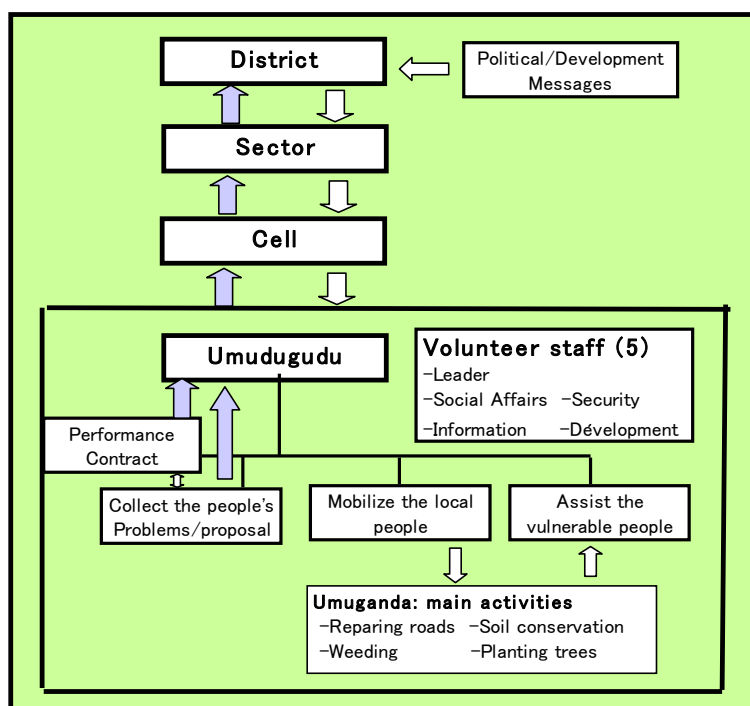 District
Political/Development
Messages
Sector
Cell
Umudugudu
Volunteer staff (5)
-Leader
-Social Affairs -Security
-Information -Dévelopment
Performance
Contract
Collect the people's
Problems/proposal
Mobilize the local
people
Assist the
vulnerable people
Umuganda: main activities
-Reparing roads -Soil conservation
-Weeding -Planting trees